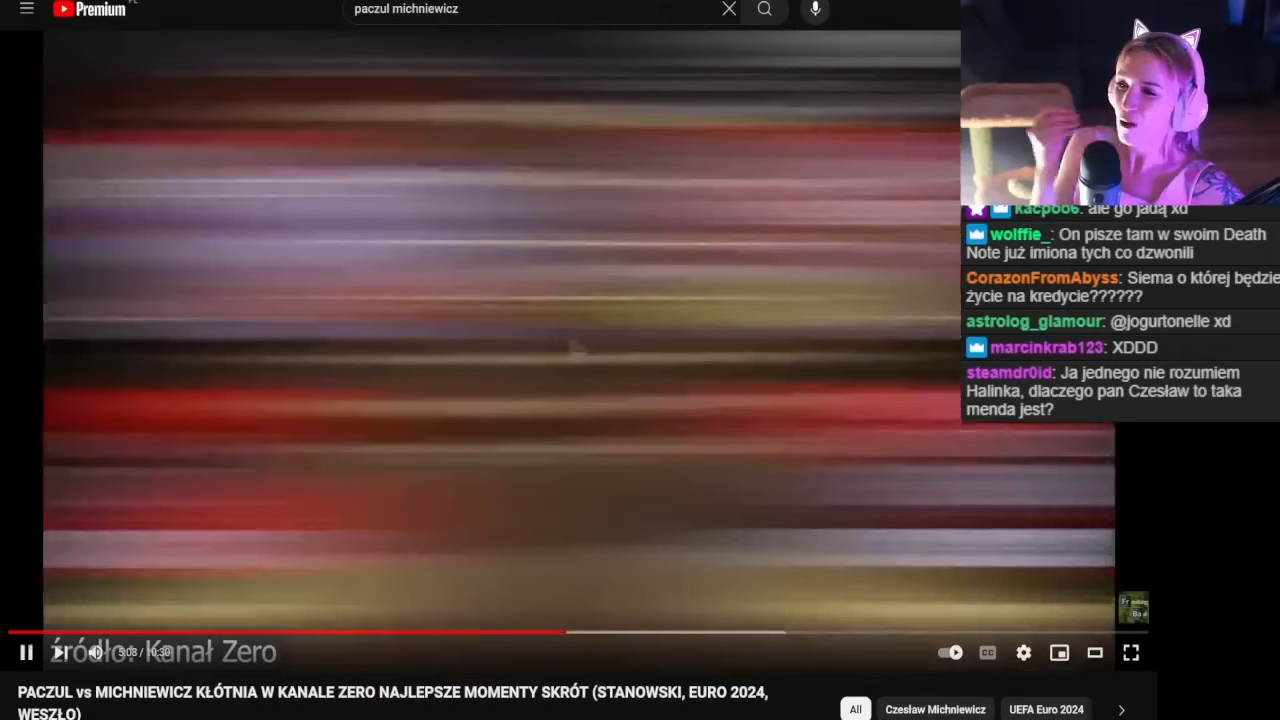 Premium PL
paczul michniewicz
kacpoo6: ale go jadą xd
wolffie_: On pisze tam w swoim Death
Note już imiona tych co dzwonili
CorazonFromAbyss: Siema o której będzie
życie na kredycie??????
astrolog_glamour: @jogurtonelle xd
marcinkrab123: XDDD
steamdr0id: Ja jednego nie rozumiem
Halinka, dlaczego pan Czesław to taka
menda jest?
źródło: Kanał Zero
5:08 / 10:30
CC
PACZUL vs MICHNIEWICZ KŁÓTNIA W KANALE ZERO NAJLEPSZE MOMENTY SKRÓT (STANOWSKI, EURO 2024,
WESZŁO)
All
Czesław Michniewicz
UEFA Euro 2024